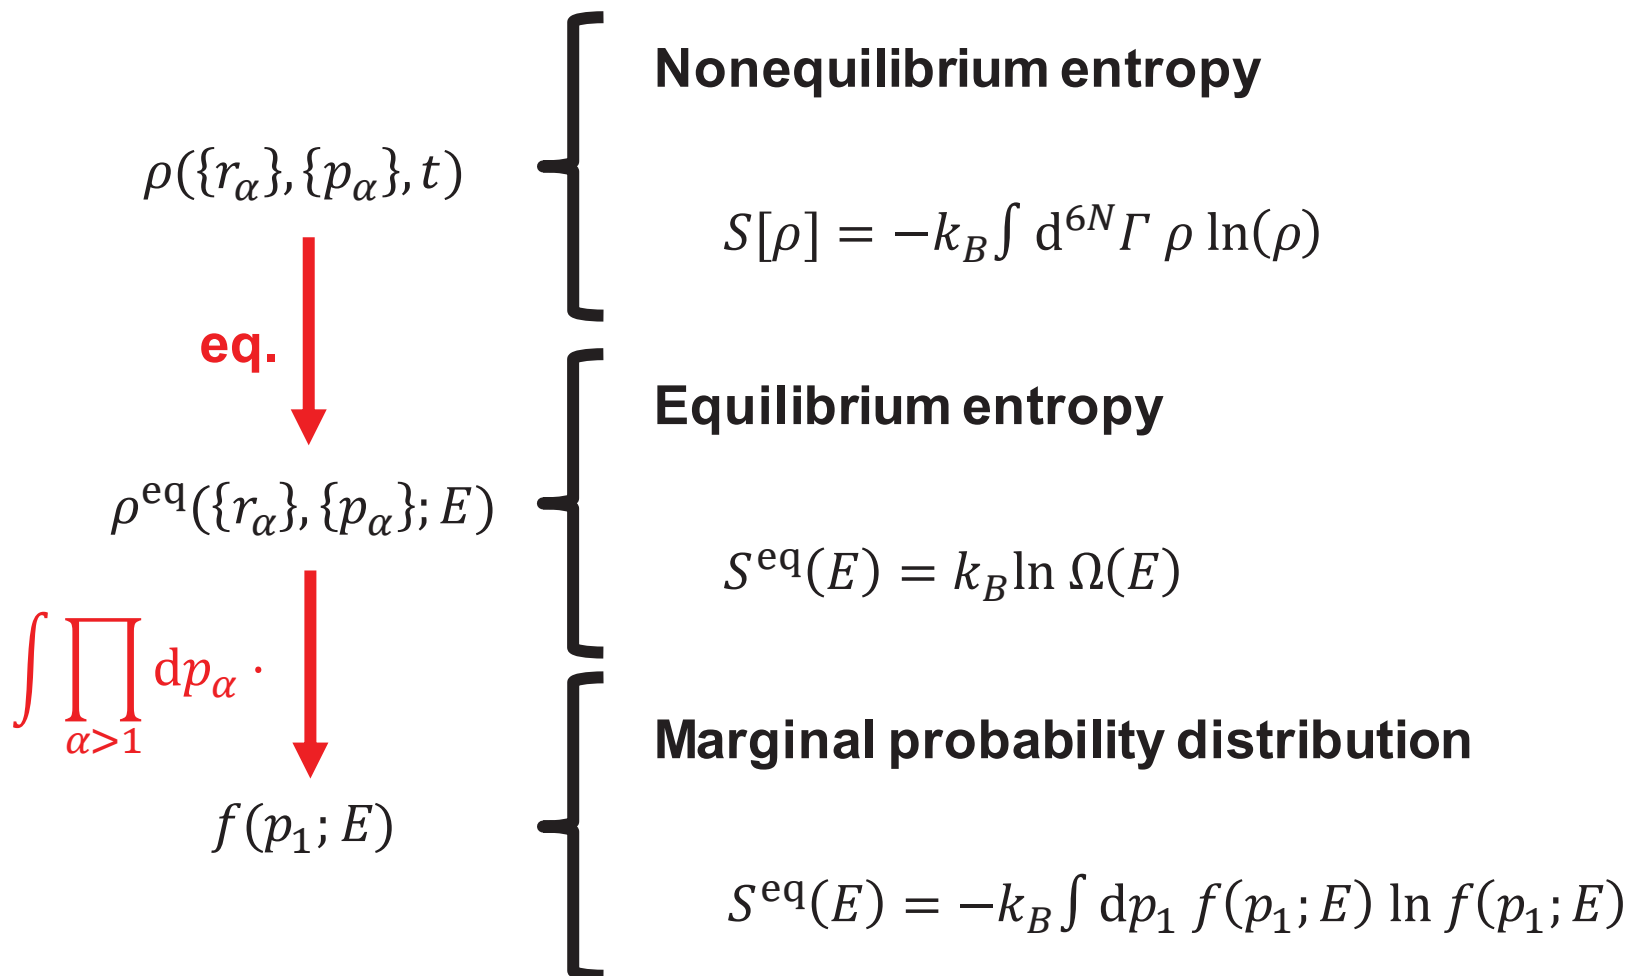 Nonequilibrium entropy
ρ({r_α},{p_α},t)
S[ρ] = −k_B∫ d^{6N}Γ ρ ln(ρ)
eq.
Equilibrium entropy
ρ^{eq}({r_α},{p_α};E)
S^{eq}(E) = k_B ln Ω(E)
∫∏_{α>1} dp_α ·
Marginal probability distribution
f(p_1;E)
S^{eq}(E) = −k_B∫ dp_1 f(p_1;E) ln f(p_1;E)